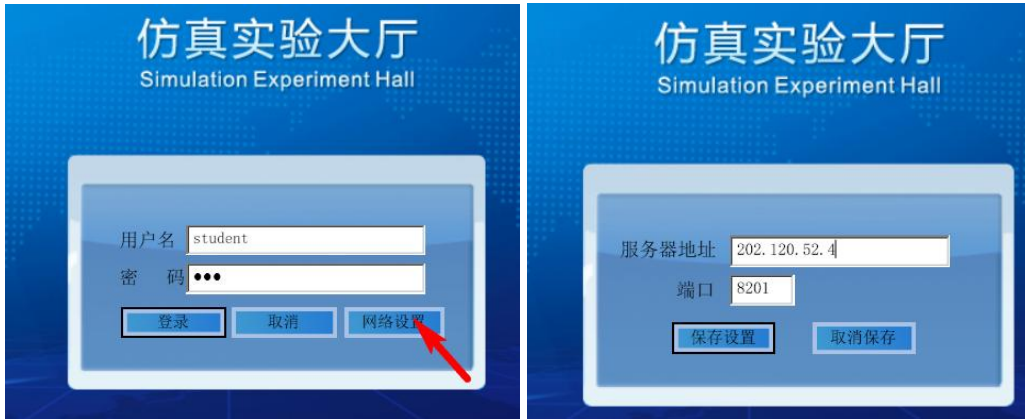 仿真实验大厅
Simulation Experiment Hall
用户名 student
密 码 ●●●
登录 取消 网络设置
仿真实验大厅
Simulation Experiment Hall
服务器地址 202.120.52.4
端口 8201
保存设置 取消保存